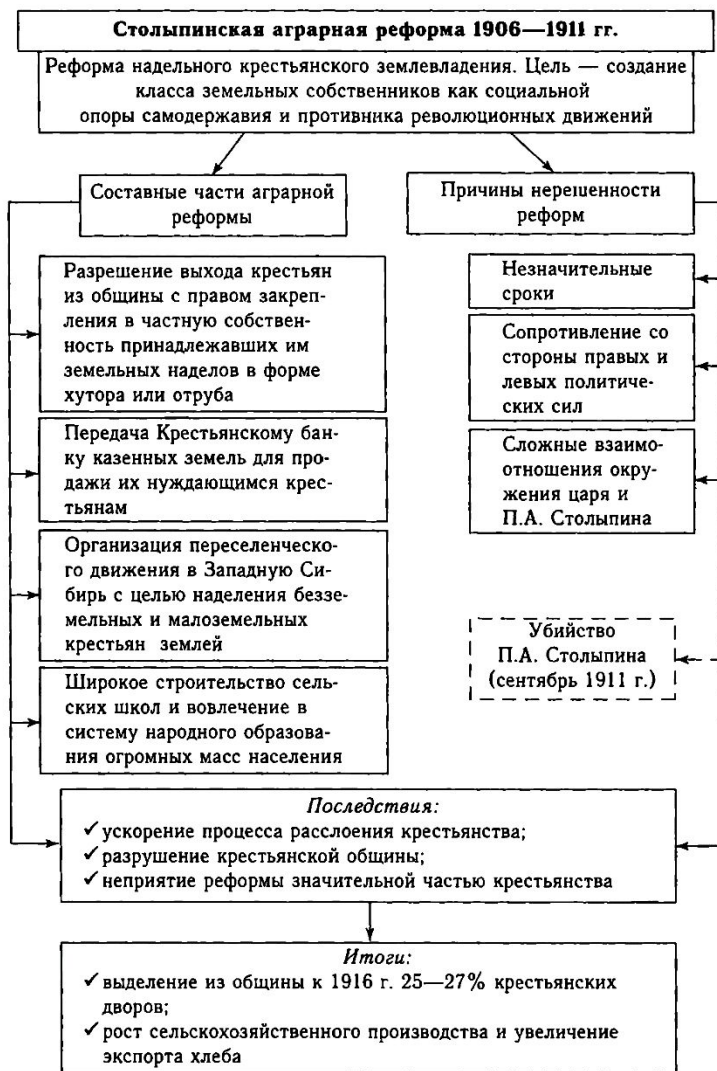 Столыпинская аграрная реформа 1906—1911 гг.
Реформа надельного крестьянского землевладения. Цель — создание
класса земельных собственников как социальной
опоры самодержавия и противника революционных движений
Составные части аграрной
реформы
Причины нерешенности
реформ
Разрешение выхода крестьян
из общины с правом закреп-
ления в частную собствен-
ность принадлежавших им
земельных наделов в форме
хутора или отруба
Передача Крестьянскому бан-
ку казенных земель для про-
дажи их нуждающимся крес-
тьянам
Организация переселенческо-
го движения в Западную Си-
бирь с целью наделения беззе-
мельных и малоземельных
крестьян землей
Широкое строительство сель-
ских школ и вовлечение в
систему народного образова-
ния огромных масс населения
Незначительные
сроки
Сопротивление со
стороны правых и
левых политиче-
ских сил
Сложные взаимо-
отношения окру-
жения царя и
П.А. Столыпина
Убийство
П.А. Столыпина
(сентябрь 1911 г.)
Последствия:
✓ ускорение процесса расслоения крестьянства;
✓ разрушение крестьянской общины;
✓ неприятие реформы значительной частью крестьянства
Итоги:
✓ выделение из общины к 1916 г. 25—27% крестьянских
дворов;
✓ рост сельскохозяйственного производства и увеличение
экспорта хлеба